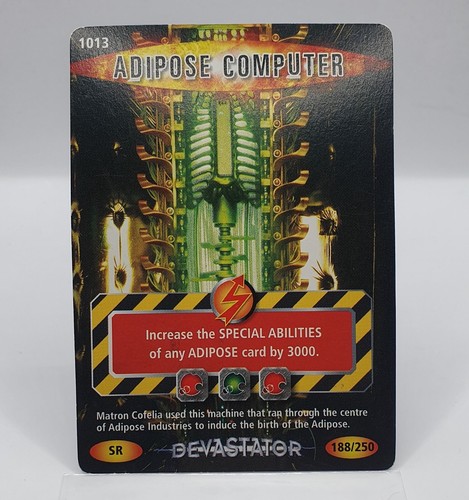 1013
ADIPOSE COMPUTER
Increase the SPECIAL ABILITIES
of any ADIPOSE card by 3000.
Matron Cofelia used this machine that ran through the centre
of Adipose Industries to induce the birth of the Adipose.
SR
DEVASTATOR
188/250